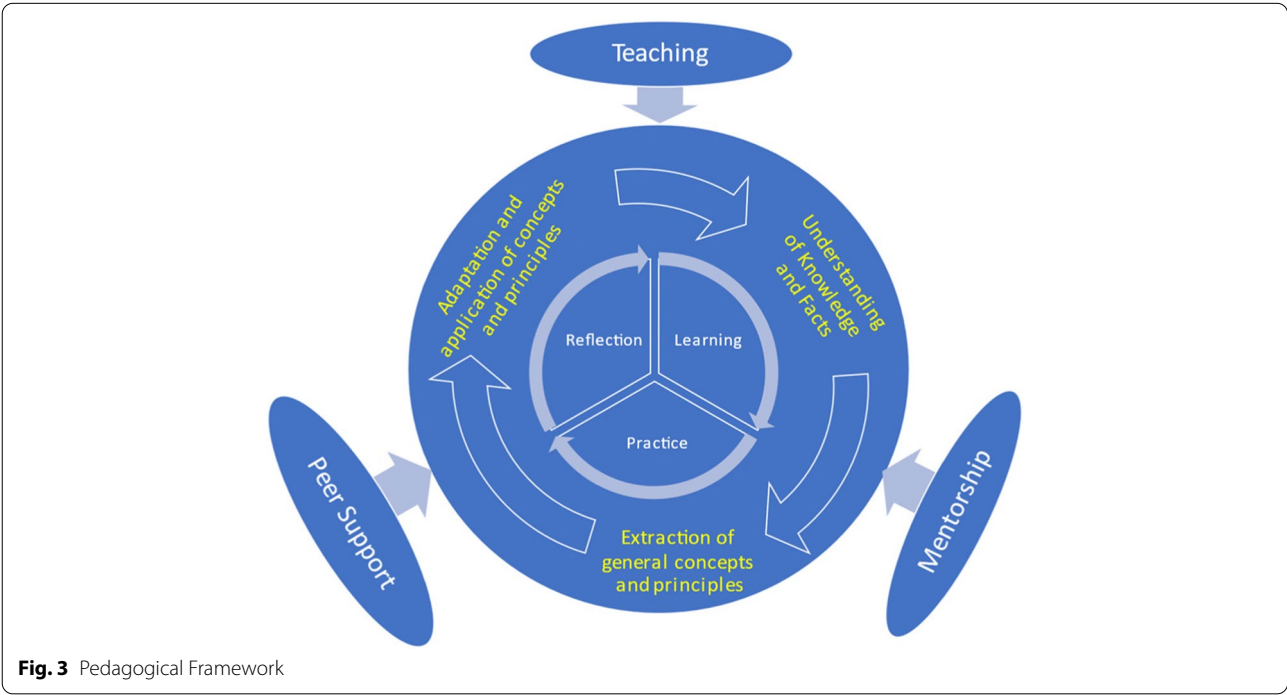 Teaching
Adaptation and
application of concepts
and principles
Understanding
of Knowledge
and Facts
Reflection
Learning
Practice
Peer Support
Mentorship
Extraction of
general concepts
and principles
Fig. 3 Pedagogical Framework